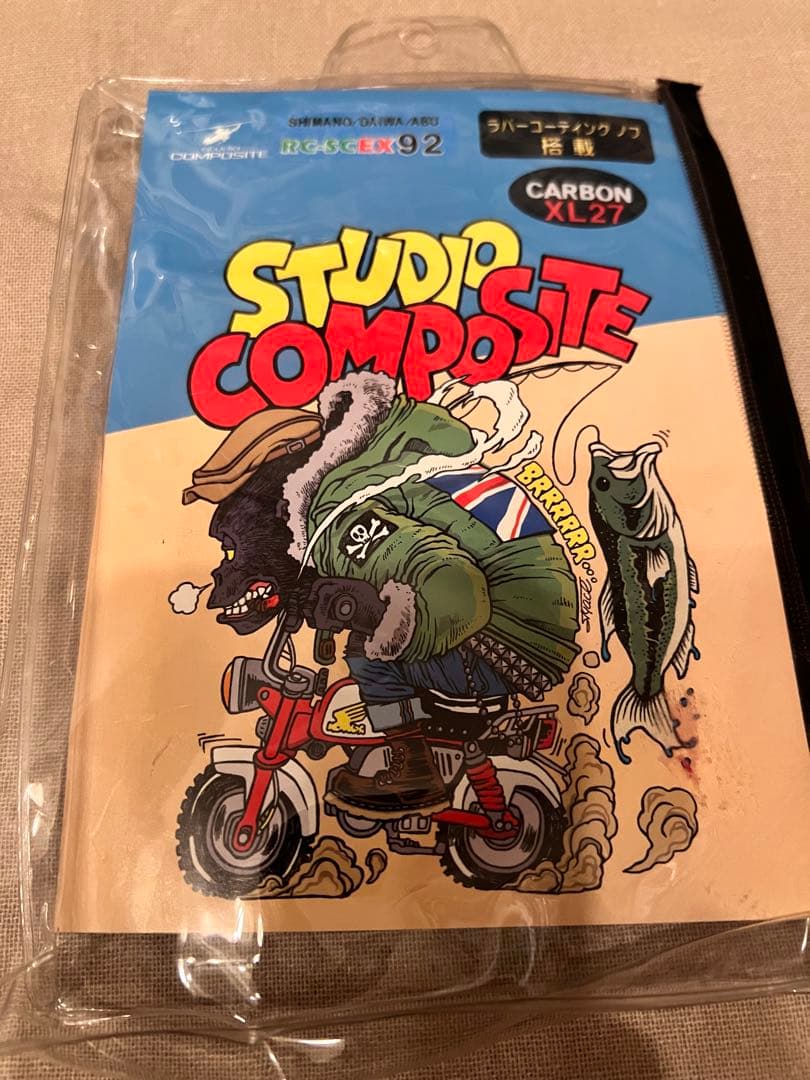 STUDIO
COMPOSITE
SHIMANO/DAIWA/ABU
RC-SCEX92
ラバーコーティング ノブ
搭載
CARBON
XL27
STUDIO
COMPOSITE
BRRRRRRR